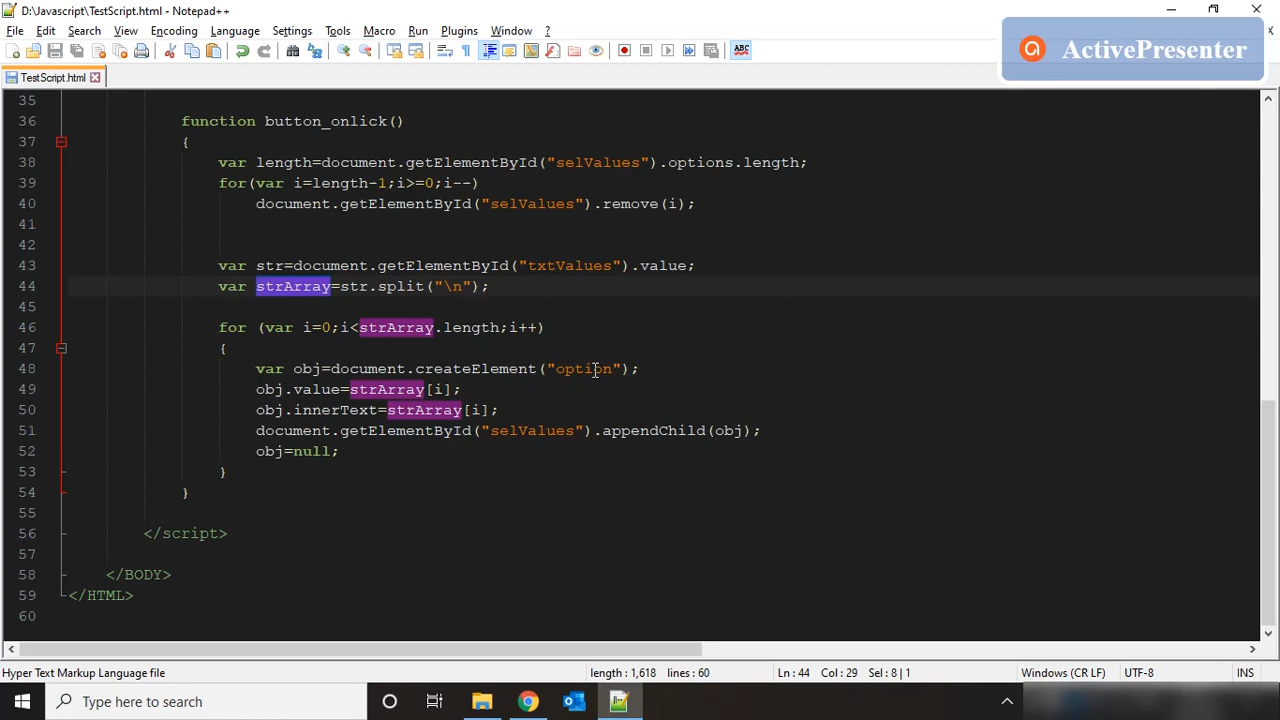 D:\Javascript\TestScript.html - Notepad++
File Edit Search View Encoding Language Settings Tools Macro Run Plugins Window ?
ActivePresenter
ABC
TestScript.html
35
36 function button_onlick()
37 {
38 var length=document.getElementById("selValues").options.length;
39 for(var i=length-1;i>=0;i--)
40 document.getElementById("selValues").remove(i);
41
42
43 var str=document.getElementById("txtValues").value;
44 var strArray=str.split("\n");
45
46 for (var i=0;i<strArray.length;i++)
47 {
48 var obj=document.createElement("option");
49 obj.value=strArray[i];
50 obj.innerText=strArray[i];
51 document.getElementById("selValues").appendChild(obj);
52 obj=null;
53 }
54 }
55
56 </script>
57
58 </BODY>
59 </HTML>
60
Hyper Text Markup Language file length : 1,618 lines : 60 Ln : 44 Col : 29 Sel : 8 | 1 Windows (CR LF) UTF-8 INS
Type here to search